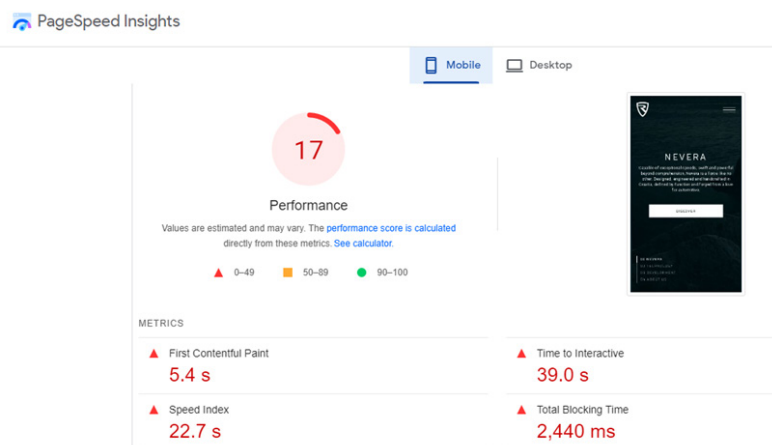 PageSpeed Insights
Mobile
Desktop
17
Performance
Values are estimated and may vary. The performance score is calculated
directly from these metrics. See calculator.
0–49
50–89
90–100
NEVERA
METRICS
First Contentful Paint
5.4 s
Time to Interactive
39.0 s
Speed Index
22.7 s
Total Blocking Time
2,440 ms